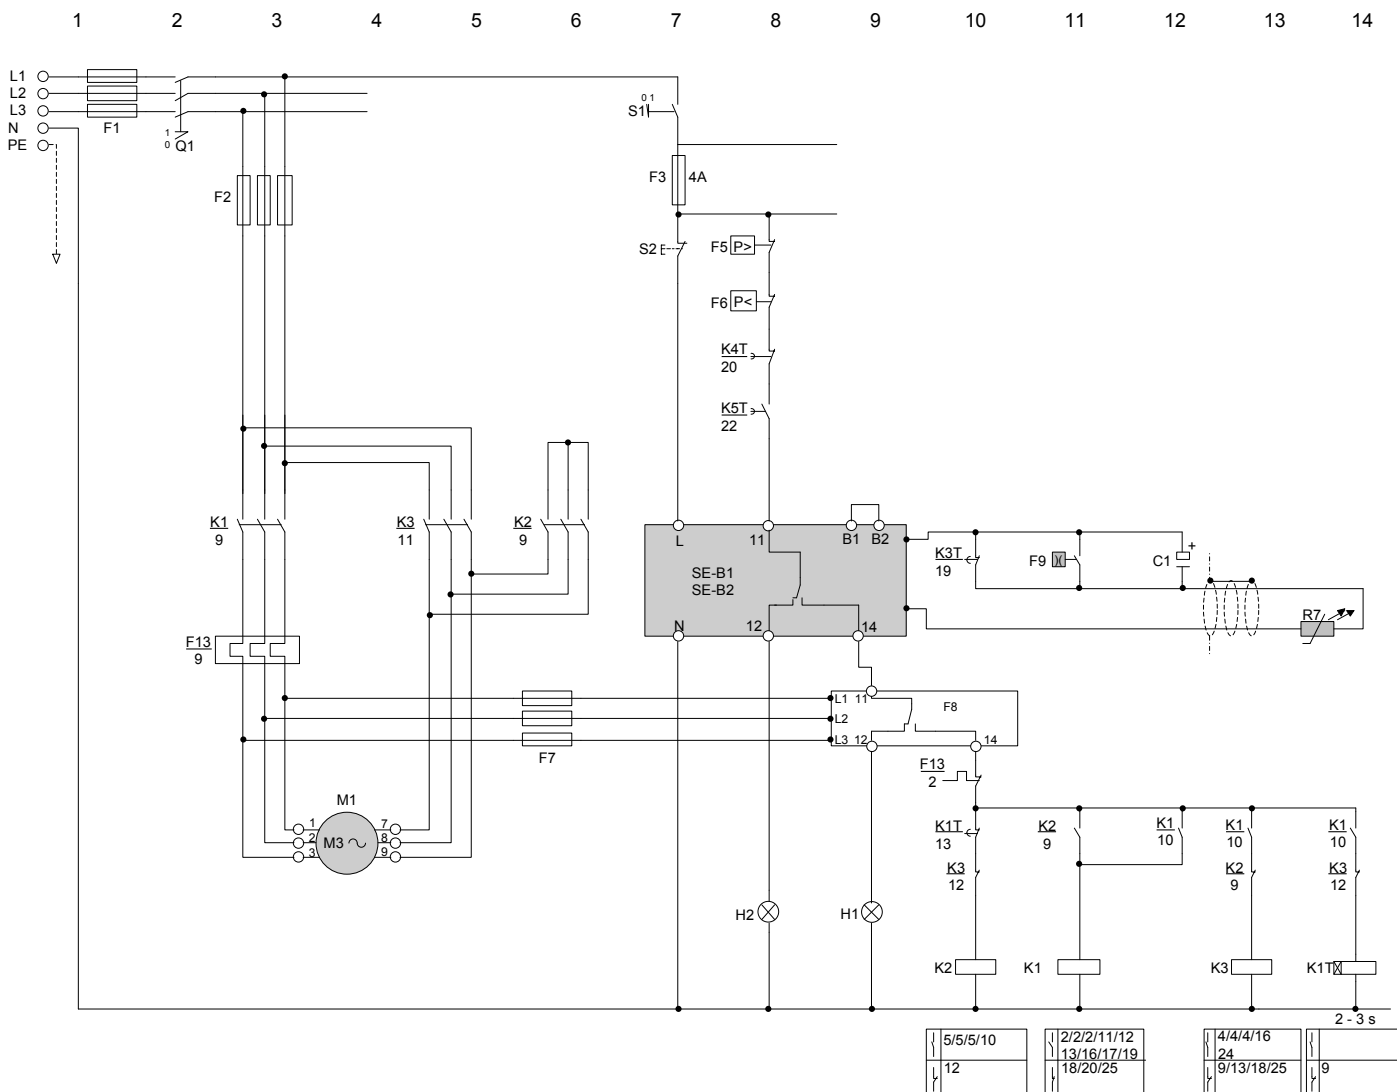 1 2 3 4 5 6 7 8 9 10 11 12 13 14
L1
L2
L3
N
PE
F1
1
0 Q1
0 1
S1
F2
F3 4A
S2
F5 P>
F6 P<
K4T
20
K5T
22
K1
9
K3
11
K2
9
L 11 B1 B2
SE-B1
SE-B2
N 12 14
K3T
19
F9
C1 +
R7
F13
9
L1 11 F8
L2
L3 12 14
F7
F13
2
M1
1 7
2 M3 8
3 9
K1T
13
K2
9
K1
10
K1
10
K1
10
K3
12
K2
9
K3
12
H2 H1
K2 K1 K3 K1T
2 - 3 s
5/5/5/10
12
2/2/2/11/12
13/16/17/19
18/20/25
4/4/4/16
24
9/13/18/25
9